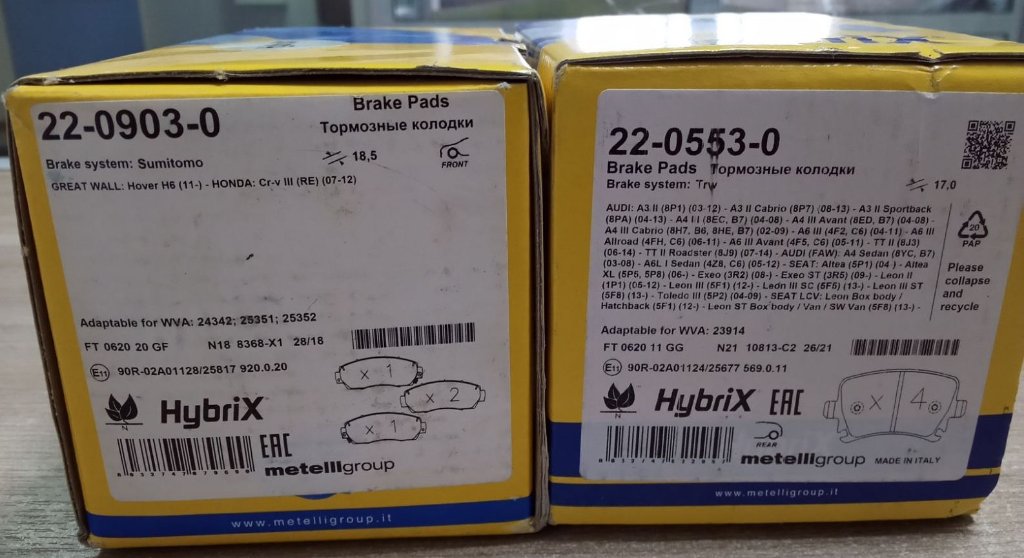 22-0903-0
Brake Pads
Тормозные колодки
Brake system: Sumitomo
18,5
FRONT
GREAT WALL: Hover H6 (11-) - HONDA: Cr-v III (RE) (07-12)
Adaptable for WVA: 24342; 25351; 25352
FT 0620 20 GF N18 8368-X1 28/18
E11 90R-02A01128/25817 920.0.20
x 1
x 2
x 1
N
HybriX
EAC
metelligroup
www.metelligroup.it
22-0553-0
Brake Pads Тормозные колодки
Brake system: Trw
17,0
AUDI: A3 II (8P1) (03-12) - A3 II Cabrio (8P7) (08-13) - A3 II Sportback
(8PA) (04-13) - A4 III (8EC, B7) (04-08) - A4 III Avant (8ED, B7) (04-08) -
A4 III Cabrio (8H7, B6, 8HE, B7) (02-09) - A6 III (4F2, C6) (04-11) - A6 III
Allroad (4FH, C6) (06-11) - A6 III Avant (4F5, C6) (05-11) - TT II (8J3)
(06-14) - TT II Roadster (8J9) (07-14) - AUDI (FAW): A4 Sedan (8YC, B7)
(03-08) - A6L I Sedan (4Z8, C6) (05-12) - SEAT: Altea (5P1) (04-) - Altea
XL (5P5, 5P8) (06-) - Exeo (3R2) (08-) - Exeo ST (3R5) (09-) - Leon II
(1P1) (05-12) - Leon III (5F1) (12-) - Leon III SC (5F5) (13-) - Leon III ST
(5F8) (13-) - Toledo III (5P2) (04-09) - SEAT LCV: Leon Box body /
Hatchback (5F1) (12-) - Leon ST Box body / Van / SW Van (5F8) (13-) -
20
PAP
Please
collapse
and
recycle
Adaptable for WVA: 23914
FT 0620 11 GG N21 10813-C2 26/21
E11 90R-02A01124/25677 569.0.11
x 4
N
HybriX EAC
REAR
metelligroup MADE IN ITALY
www.metelligroup.it